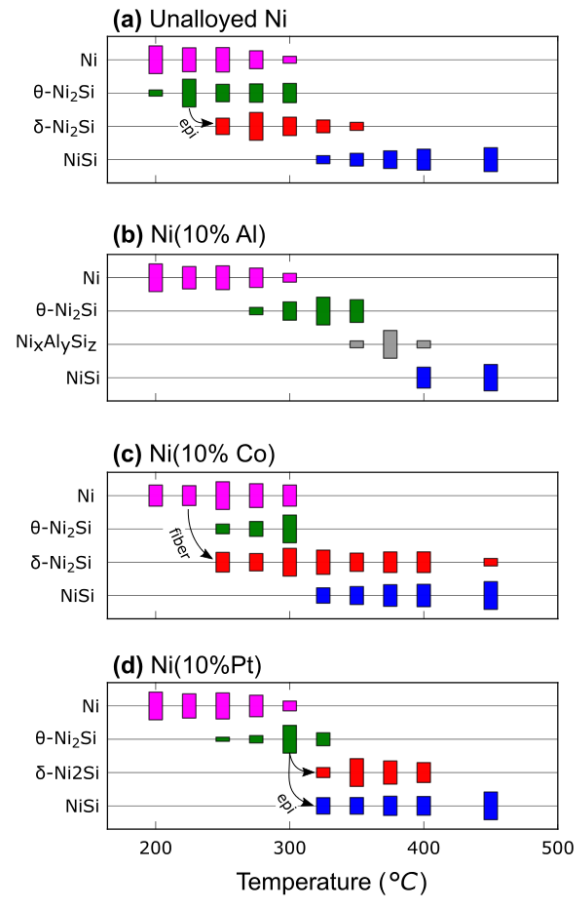 (a) Unalloyed Ni
Ni
θ-Ni₂Si
δ-Ni₂Si
NiSi
epi
(b) Ni(10% Al)
Ni
θ-Ni₂Si
NiₓAlᵧSi𝓏
NiSi
(c) Ni(10% Co)
Ni
θ-Ni₂Si
δ-Ni₂Si
NiSi
fiber
(d) Ni(10%Pt)
Ni
θ-Ni₂Si
δ-Ni2Si
NiSi
epi
200 300 400 500
Temperature (°C)